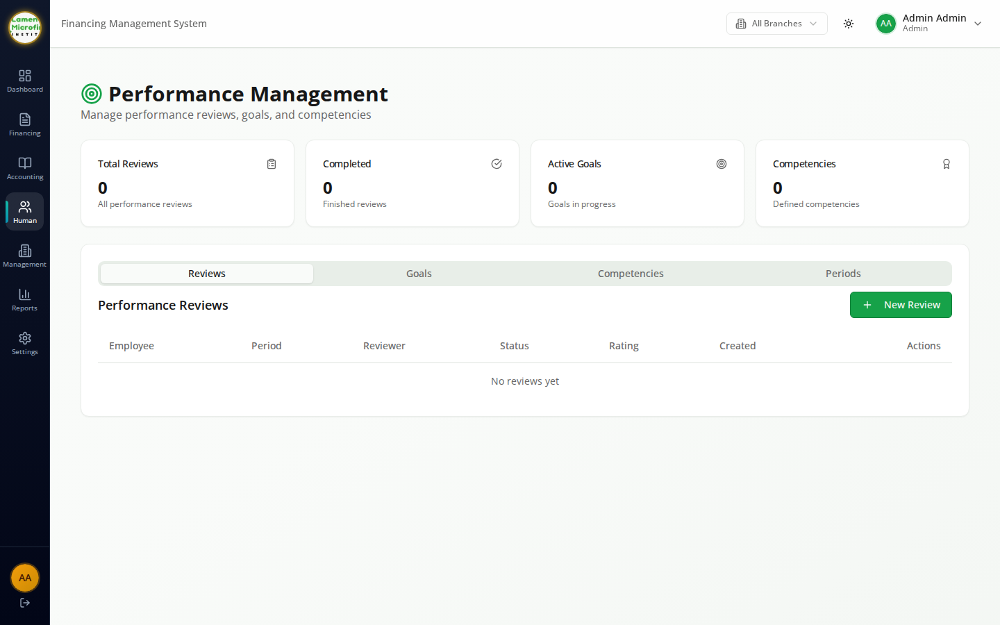 Lamen
Microfi
INSTIT
Financing Management System
All Branches
AA
Admin Admin
Admin
Dashboard
Financing
Accounting
Human
Management
Reports
Settings
AA
Performance Management
Manage performance reviews, goals, and competencies
Total Reviews
0
All performance reviews
Completed
0
Finished reviews
Active Goals
0
Goals in progress
Competencies
0
Defined competencies
Reviews Goals Competencies Periods
Performance Reviews
New Review
Employee Period Reviewer Status Rating Created Actions
No reviews yet